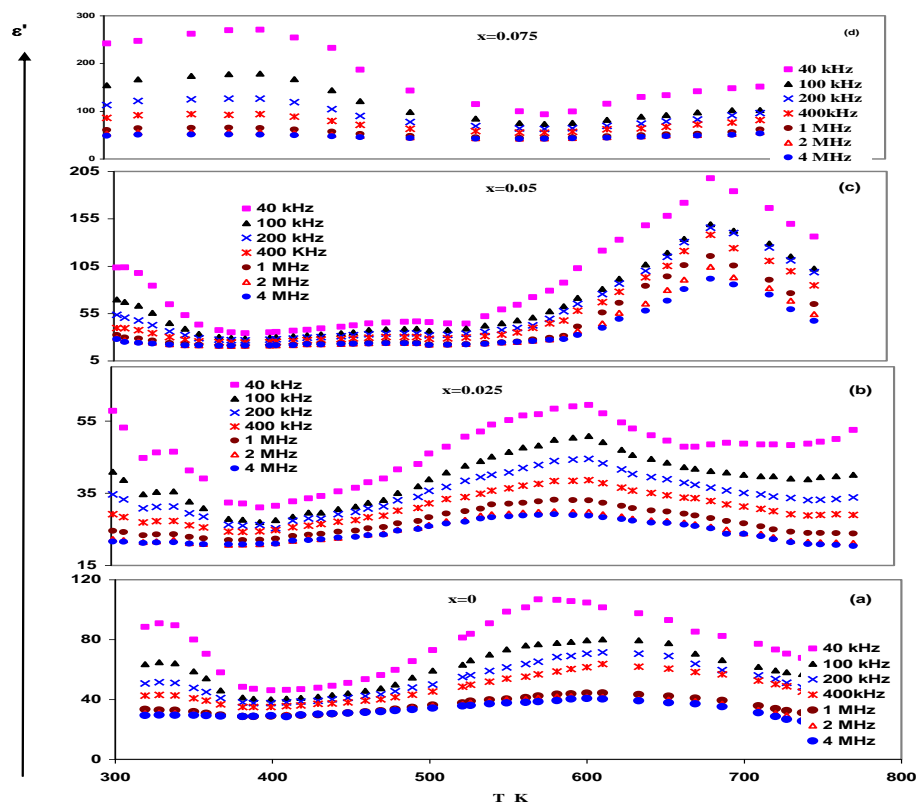 ε'
300
200
100
0
x=0.075
(d)
40 kHz
100 kHz
200 kHz
400kHz
1 MHz
2 MHz
4 MHz
205
155
105
55
5
x=0.05
(c)
40 kHz
100 kHz
200 kHz
400 KHz
1 MHz
2 MHz
4 MHz
55
35
15
x=0.025
(b)
40 kHz
100 kHz
200 kHz
400 kHz
1 MHz
2 MHz
4 MHz
120
80
40
0
x=0
(a)
40 kHz
100 kHz
200 kHz
400kHz
1 MHz
2 MHz
4 MHz
300 400 500 600 700 800
T K